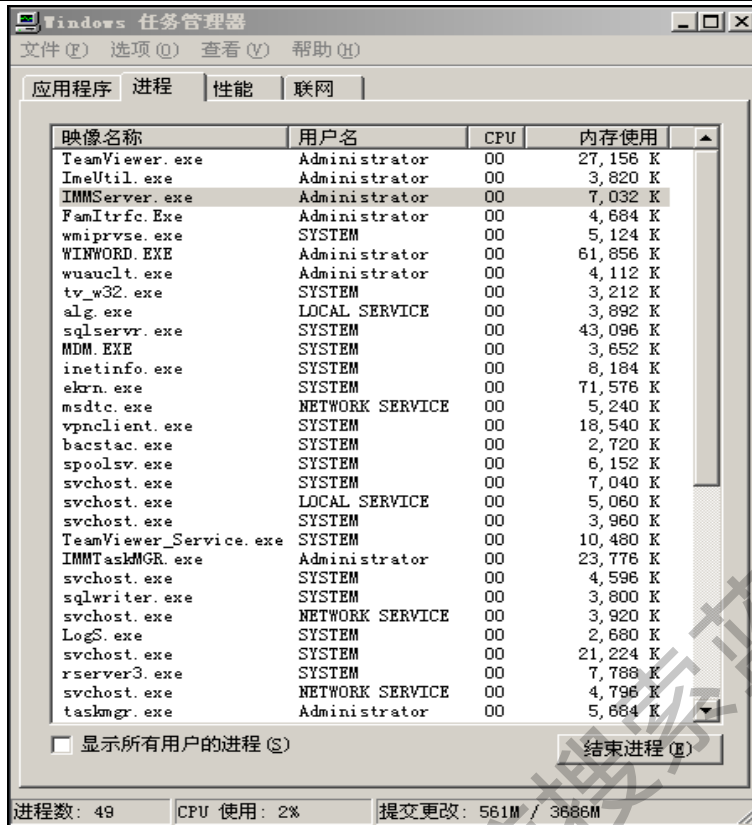 Windows 任务管理器
文件(F) 选项(O) 查看(V) 帮助(H)
应用程序 进程 性能 联网
映像名称 用户名 CPU 内存使用
TeamViewer.exe Administrator 00 27,156 K
ImeUtil.exe Administrator 00 3,820 K
IMMServer.exe Administrator 00 7,032 K
FamItrfc.Exe Administrator 00 4,684 K
wmiprvse.exe SYSTEM 00 5,124 K
WINWORD.EXE Administrator 00 61,856 K
wuauclt.exe Administrator 00 4,112 K
tv_w32.exe SYSTEM 00 3,212 K
alg.exe LOCAL SERVICE 00 3,892 K
sqlservr.exe SYSTEM 00 43,096 K
MDM.EXE SYSTEM 00 3,652 K
inetinfo.exe SYSTEM 00 8,184 K
ekrn.exe SYSTEM 00 71,576 K
msdtc.exe NETWORK SERVICE 00 5,240 K
vpnclient.exe SYSTEM 00 18,540 K
bacstac.exe SYSTEM 00 2,720 K
spoolsv.exe SYSTEM 00 6,152 K
svchost.exe SYSTEM 00 7,040 K
svchost.exe LOCAL SERVICE 00 5,060 K
svchost.exe SYSTEM 00 3,960 K
TeamViewer_Service.exe SYSTEM 00 10,480 K
IMMTaskMGR.exe Administrator 00 23,776 K
svchost.exe SYSTEM 00 4,596 K
sqlwriter.exe SYSTEM 00 3,800 K
svchost.exe NETWORK SERVICE 00 3,920 K
LogS.exe SYSTEM 00 2,680 K
svchost.exe SYSTEM 00 21,224 K
rserver3.exe SYSTEM 00 7,788 K
svchost.exe NETWORK SERVICE 00 4,796 K
taskmgr.exe Administrator 00 5,684 K
显示所有用户的进程(S) 结束进程(E)
进程数: 49 CPU 使用: 2% 提交更改: 561M / 3686M